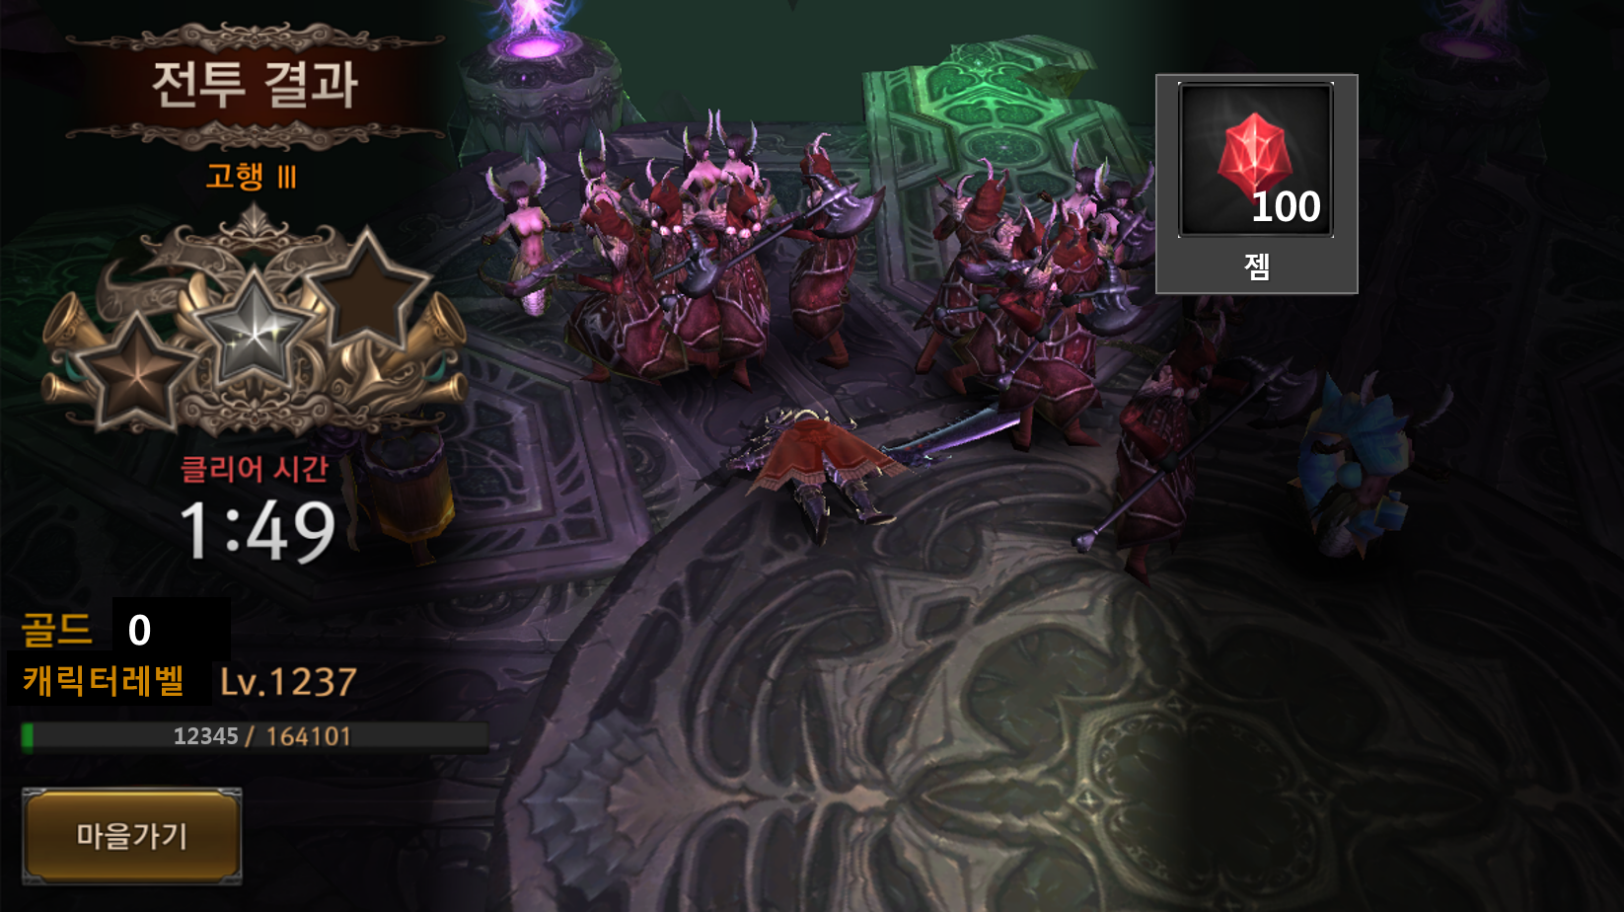 전투 결과
고행 Ⅲ
클리어 시간
1:49
골드 0
캐릭터레벨 Lv.1237
12345 / 164101
마을가기
100
젬